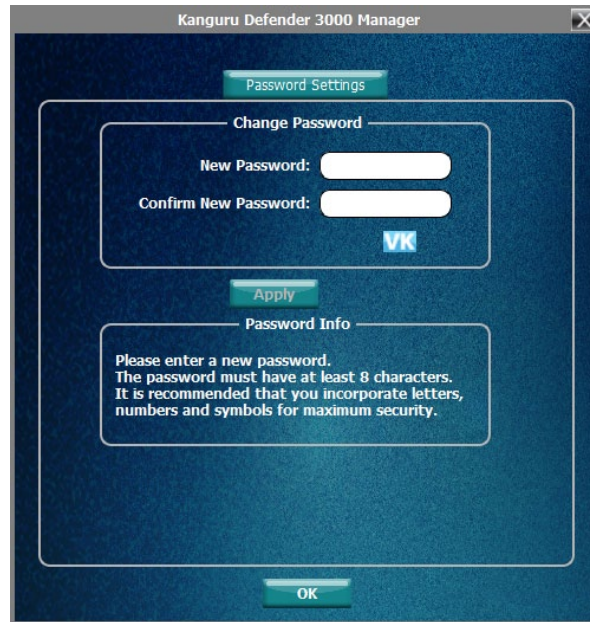 Kanguru Defender 3000 Manager
X
Password Settings
Change Password
New Password:
Confirm New Password:
VK
Apply
Password Info
Please enter a new password.
The password must have at least 8 characters.
It is recommended that you incorporate letters,
numbers and symbols for maximum security.
OK